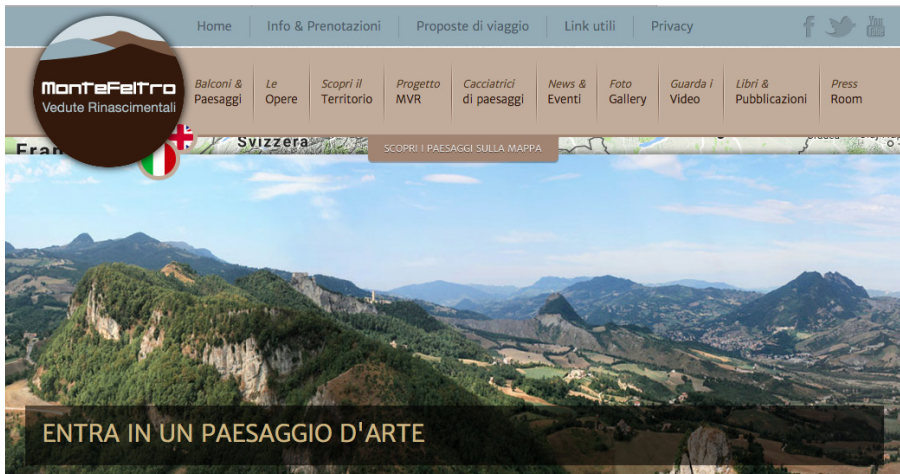 Home
Info & Prenotazioni
Proposte di viaggio
Link utili
Privacy
f
You
Tube
MonteFeltro
Vedute Rinascimentali
Balconi &
Paesaggi
Le
Opere
Scopri il
Territorio
Progetto
MVR
Cacciatrici
di paesaggi
News &
Eventi
Foto
Gallery
Guarda i
Video
Libri &
Pubblicazioni
Press
Room
Svizzera
SCOPRI I PAESAGGI SULLA MAPPA
ENTRA IN UN PAESAGGIO D'ARTE